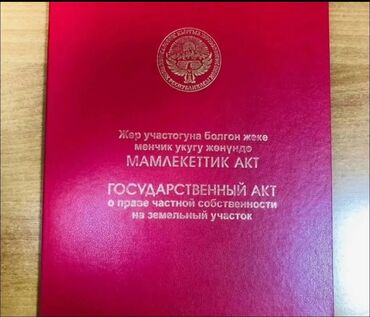 Жер участогуна болгон жеке
менчик укугу жөнүндө
МАМЛЕКЕТТИК АКТ
ГОСУДАРСТВЕННЫЙ АКТ
о праве частной собственности
на земельный участок